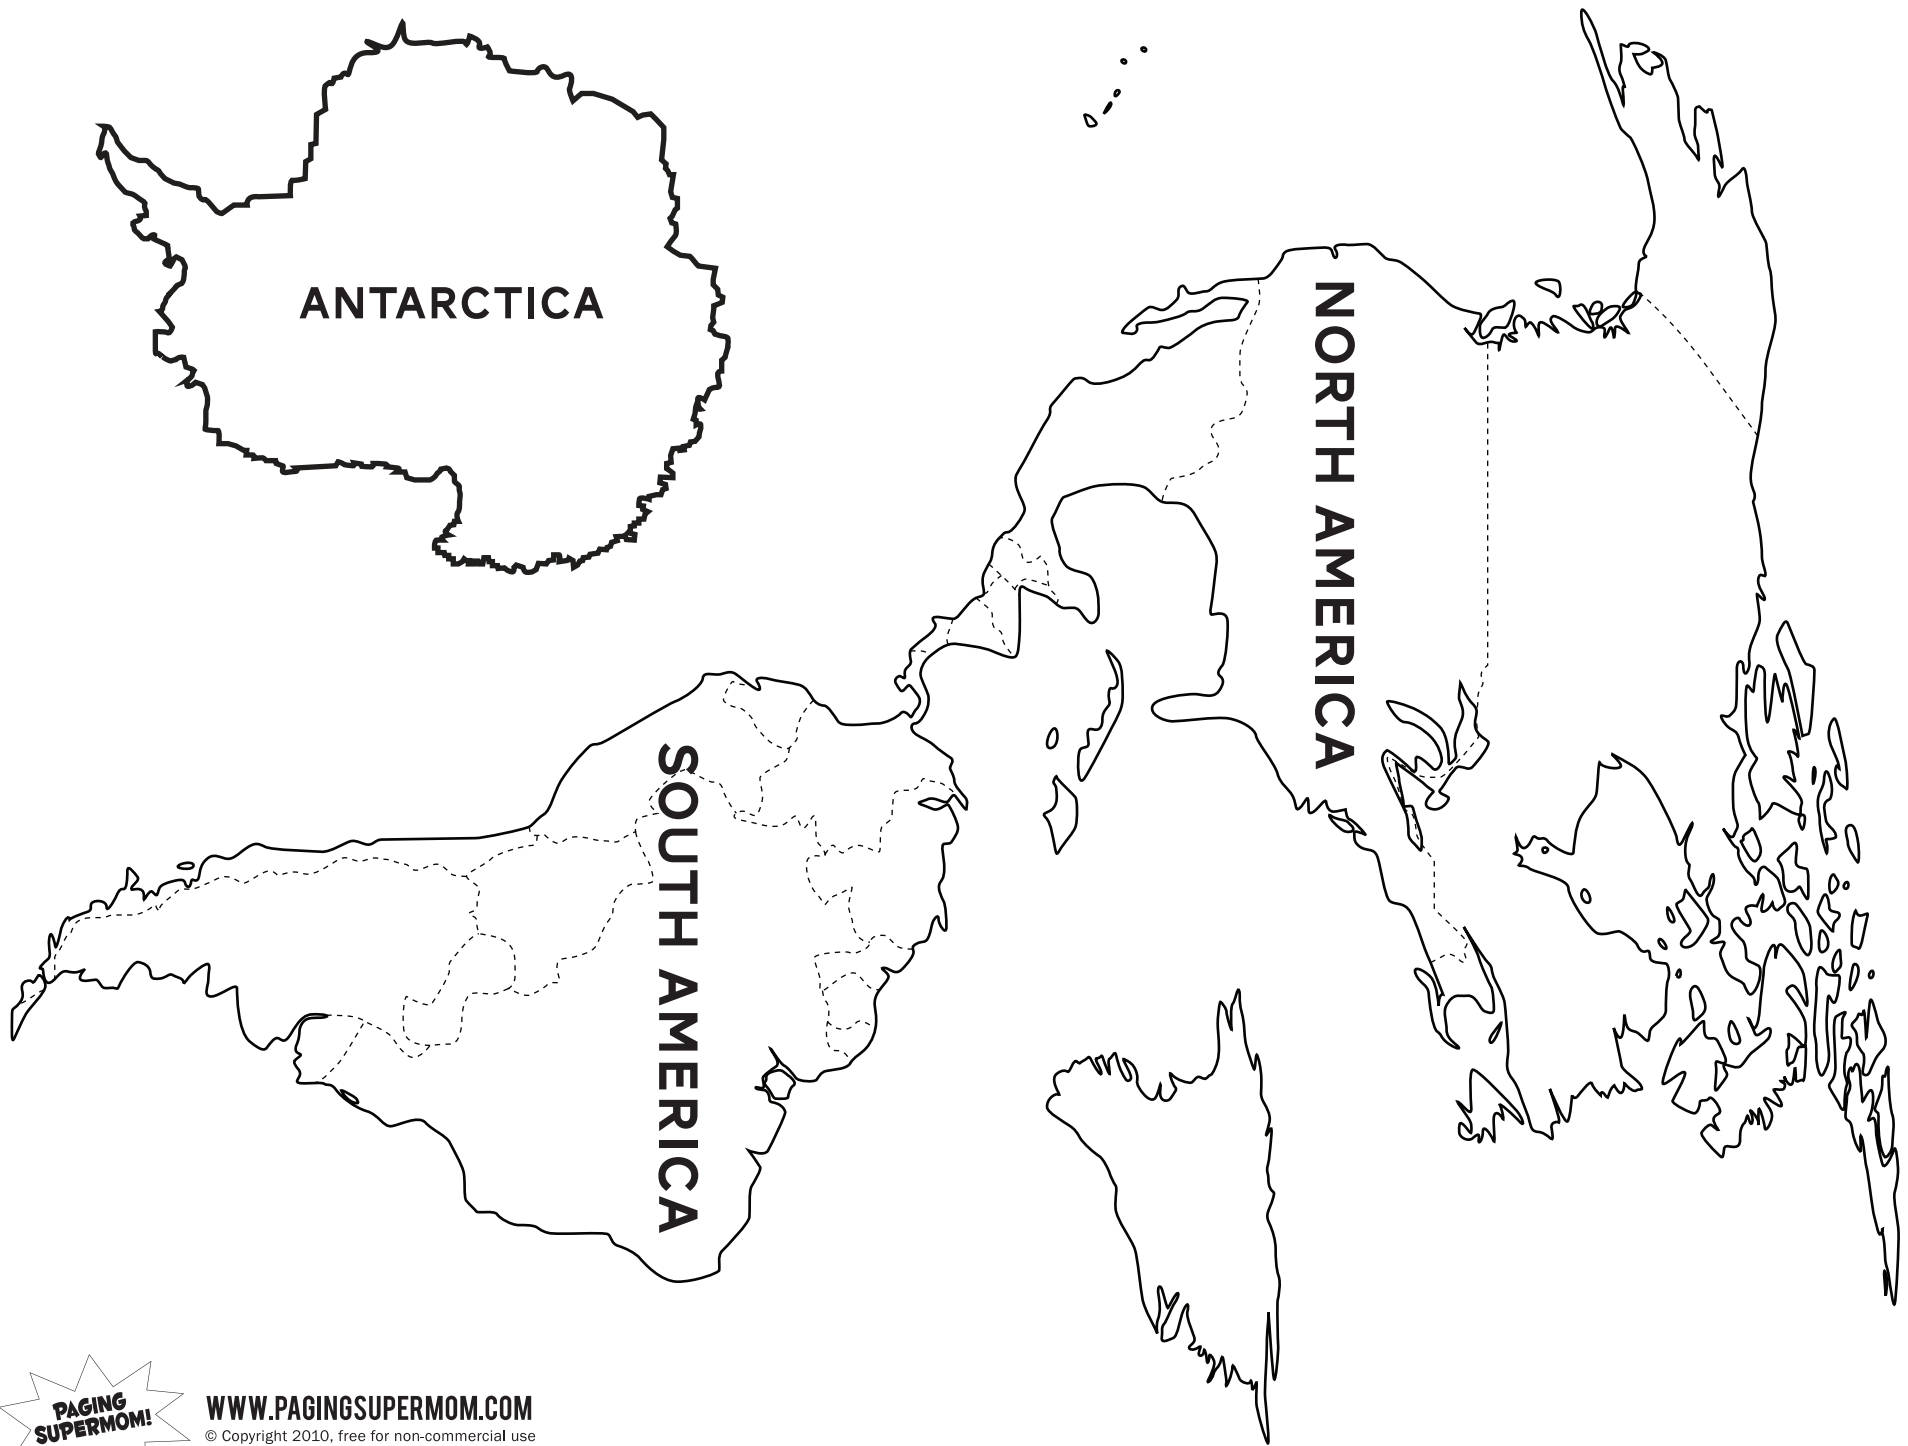 ANTARCTICA
NORTH AMERICA
SOUTH AMERICA
PAGING
SUPERMOM!
WWW.PAGINGSUPERMOM.COM
© Copyright 2010, free for non-commercial use